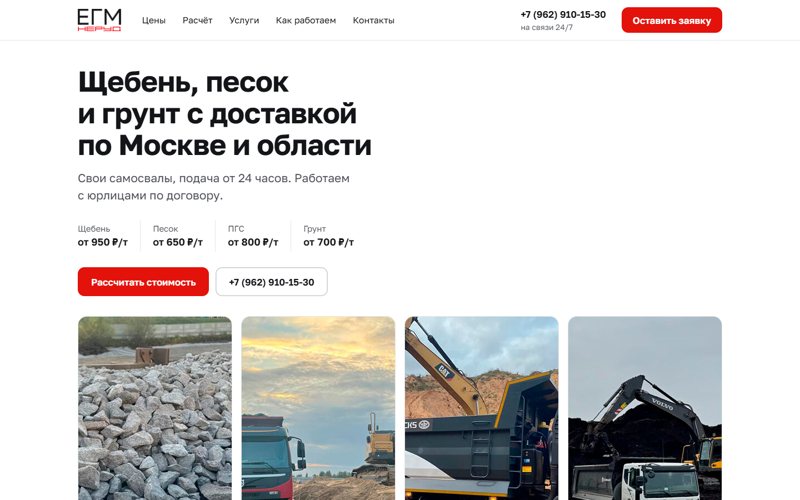 ЕГМ
НЕРУД
Цены
Расчёт
Услуги
Как работаем
Контакты
+7 (962) 910-15-30
на связи 24/7
Оставить заявку
Щебень, песок
и грунт с доставкой
по Москве и области
Свои самосвалы, подача от 24 часов. Работаем
с юрлицами по договору.
Щебень
от 950 ₽/т
Песок
от 650 ₽/т
ПГС
от 800 ₽/т
Грунт
от 700 ₽/т
Рассчитать стоимость
+7 (962) 910-15-30
CAT
VOLVO